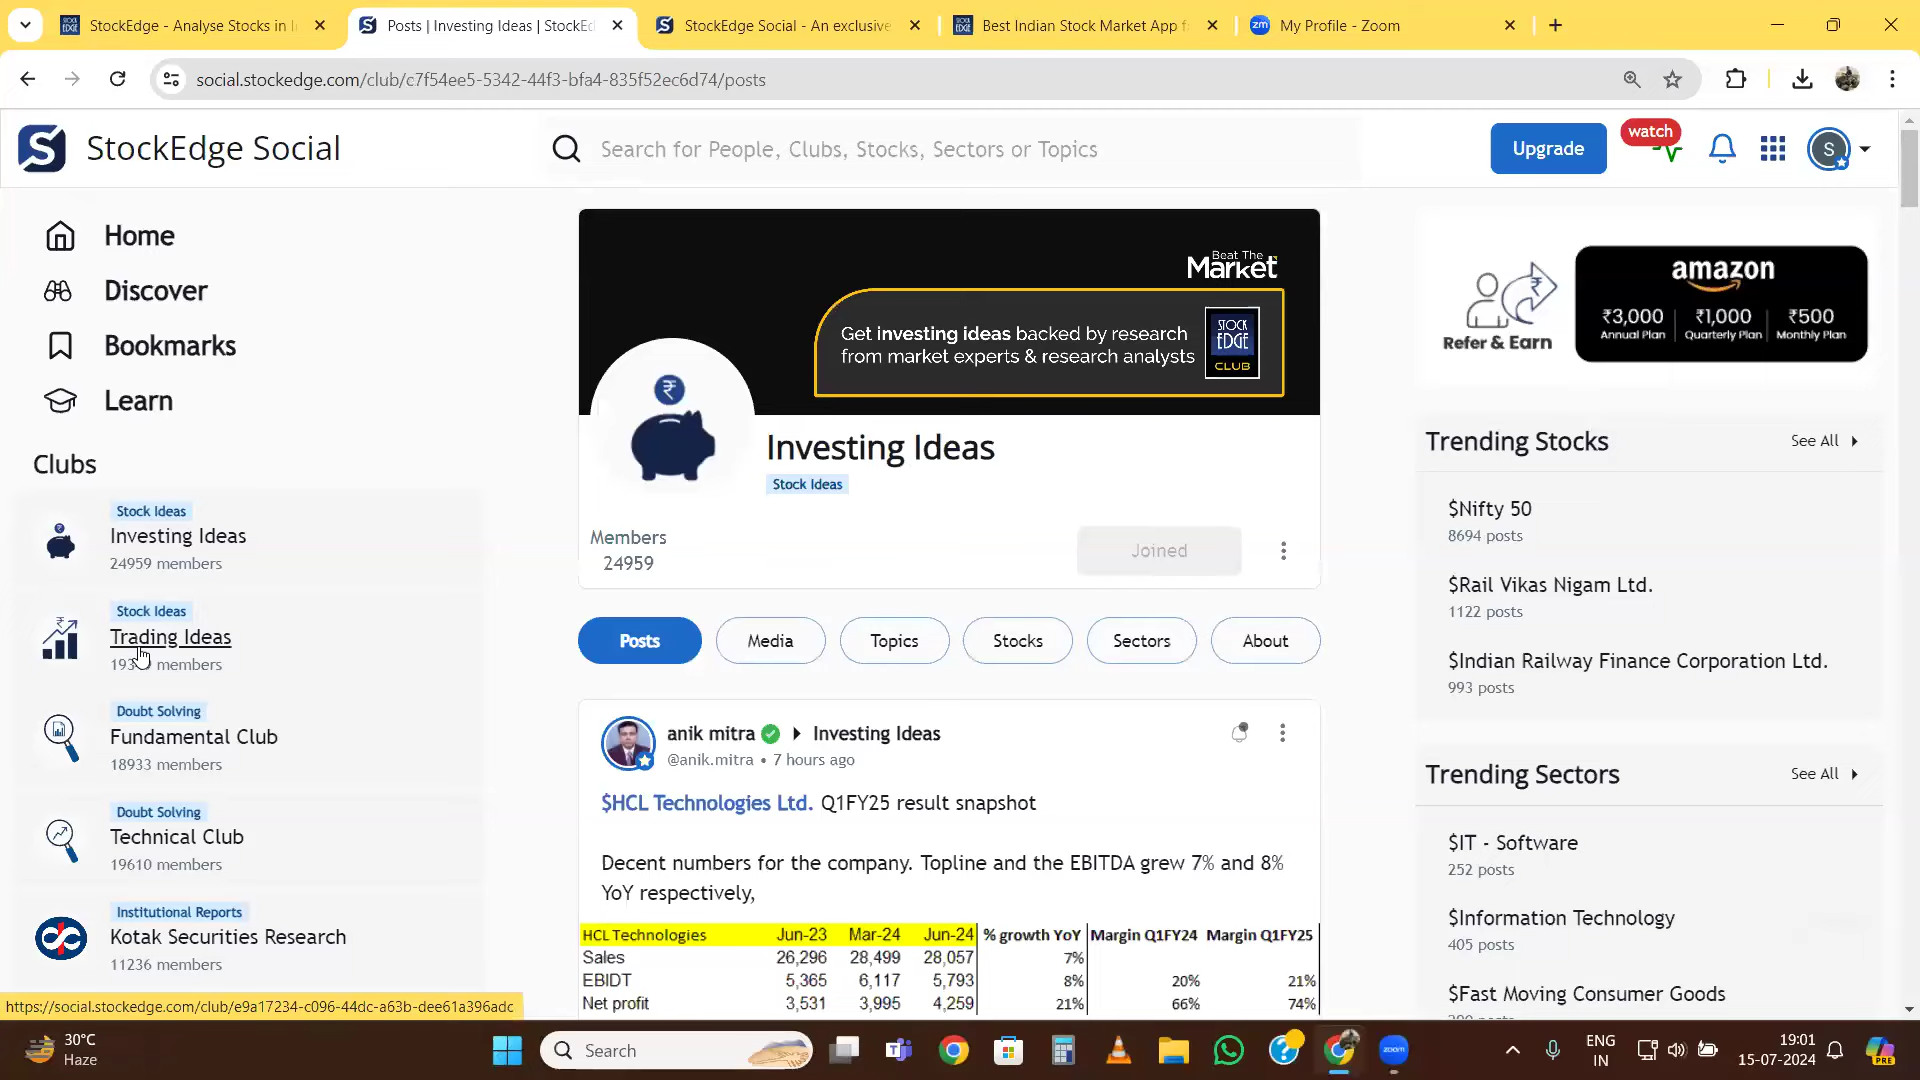 StockEdge - Analyse Stocks in I
Posts | Investing Ideas | StockEd
StockEdge Social - An exclusive
Best Indian Stock Market App f
My Profile - Zoom
social.stockedge.com/club/c7f54ee5-5342-44f3-bfa4-835f52ec6d74/posts
StockEdge Social
Search for People, Clubs, Stocks, Sectors or Topics
Upgrade
watch
S
Home
Discover
Bookmarks
Learn
Clubs
Stock Ideas
Investing Ideas
24959 members
Stock Ideas
Trading Ideas
members
Doubt Solving
Fundamental Club
18933 members
Doubt Solving
Technical Club
19610 members
Institutional Reports
Kotak Securities Research
11236 members
https://social.stockedge.com/club/e9a17234-c096-44dc-a63b-dee61a396adc
Beat The
Market
Get investing ideas backed by research
from market experts & research analysts
STOCK
EDGE
CLUB
Investing Ideas
Stock Ideas
Members
24959
Joined
Posts
Media
Topics
Stocks
Sectors
About
anik mitra Investing Ideas
@anik.mitra • 7 hours ago
$HCL Technologies Ltd. Q1FY25 result snapshot
Decent numbers for the company. Topline and the EBITDA grew 7% and 8%
YoY respectively,
HCL Technologies Jun-23 Mar-24 Jun-24 % growth YoY Margin Q1FY24 Margin Q1FY25
Sales 26,296 28,499 28,057 7%
EBIDT 5,365 6,117 5,793 8% 20% 21%
Net profit 3,531 3,995 4,259 21% 66% 74%
Refer & Earn
amazon
₹3,000 ₹1,000 ₹500
Annual Plan Quarterly Plan Monthly Plan
Trending Stocks
See All
$Nifty 50
8694 posts
$Rail Vikas Nigam Ltd.
1122 posts
$Indian Railway Finance Corporation Ltd.
993 posts
Trending Sectors
See All
$IT - Software
252 posts
$Information Technology
405 posts
$Fast Moving Consumer Goods
30°C
Haze
Search
zoom
ENG
IN
19:01
15-07-2024
PRE